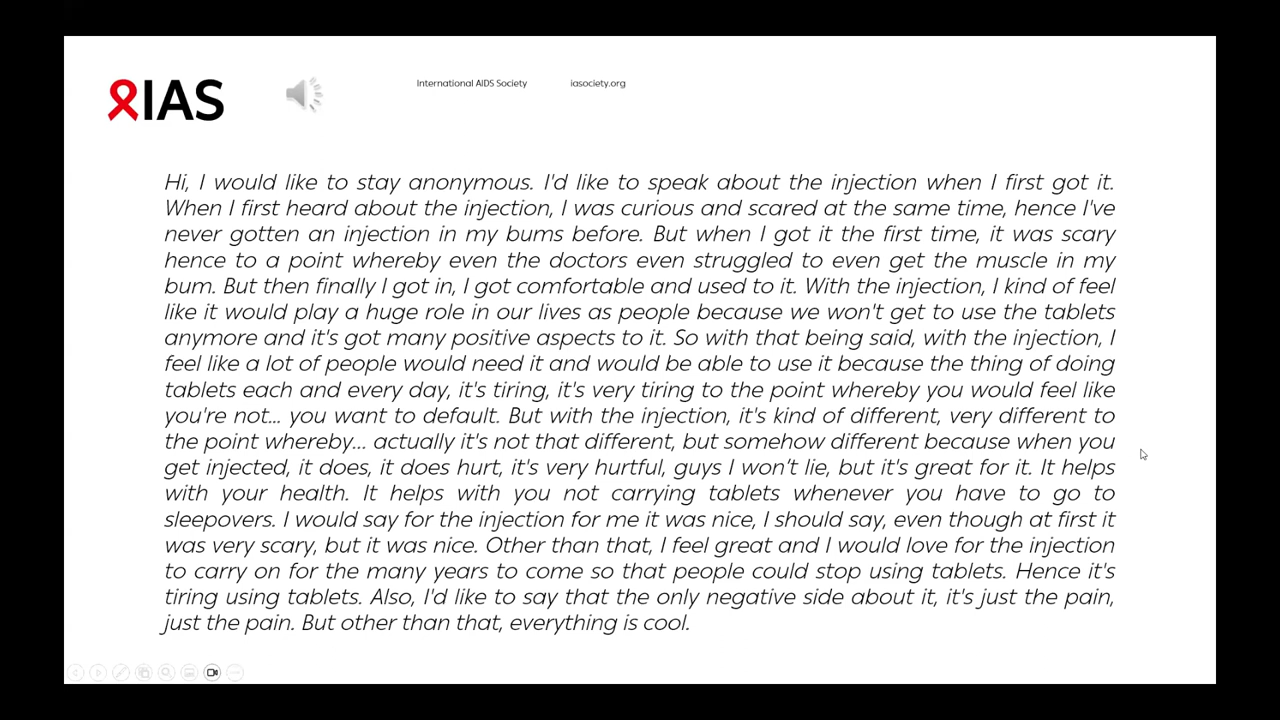 IAS
International AIDS Society
iasociety.org
Hi, I would like to stay anonymous. I'd like to speak about the injection when I first got it.
When I first heard about the injection, I was curious and scared at the same time, hence I've
never gotten an injection in my bums before. But when I got it the first time, it was scary
hence to a point whereby even the doctors even struggled to even get the muscle in my
bum. But then finally I got in, I got comfortable and used to it. With the injection, I kind of feel
like it would play a huge role in our lives as people because we won't get to use the tablets
anymore and it's got many positive aspects to it. So with that being said, with the injection, I
feel like a lot of people would need it and would be able to use it because the thing of doing
tablets each and every day, it's tiring, it's very tiring to the point whereby you would feel like
you're not... you want to default. But with the injection, it's kind of different, very different to
the point whereby... actually it's not that different, but somehow different because when you
get injected, it does, it does hurt, it's very hurtful, guys I won’t lie, but it's great for it. It helps
with your health. It helps with you not carrying tablets whenever you have to go to
sleepovers. I would say for the injection for me it was nice, I should say, even though at first it
was very scary, but it was nice. Other than that, I feel great and I would love for the injection
to carry on for the many years to come so that people could stop using tablets. Hence it's
tiring using tablets. Also, I'd like to say that the only negative side about it, it's just the pain,
just the pain. But other than that, everything is cool.